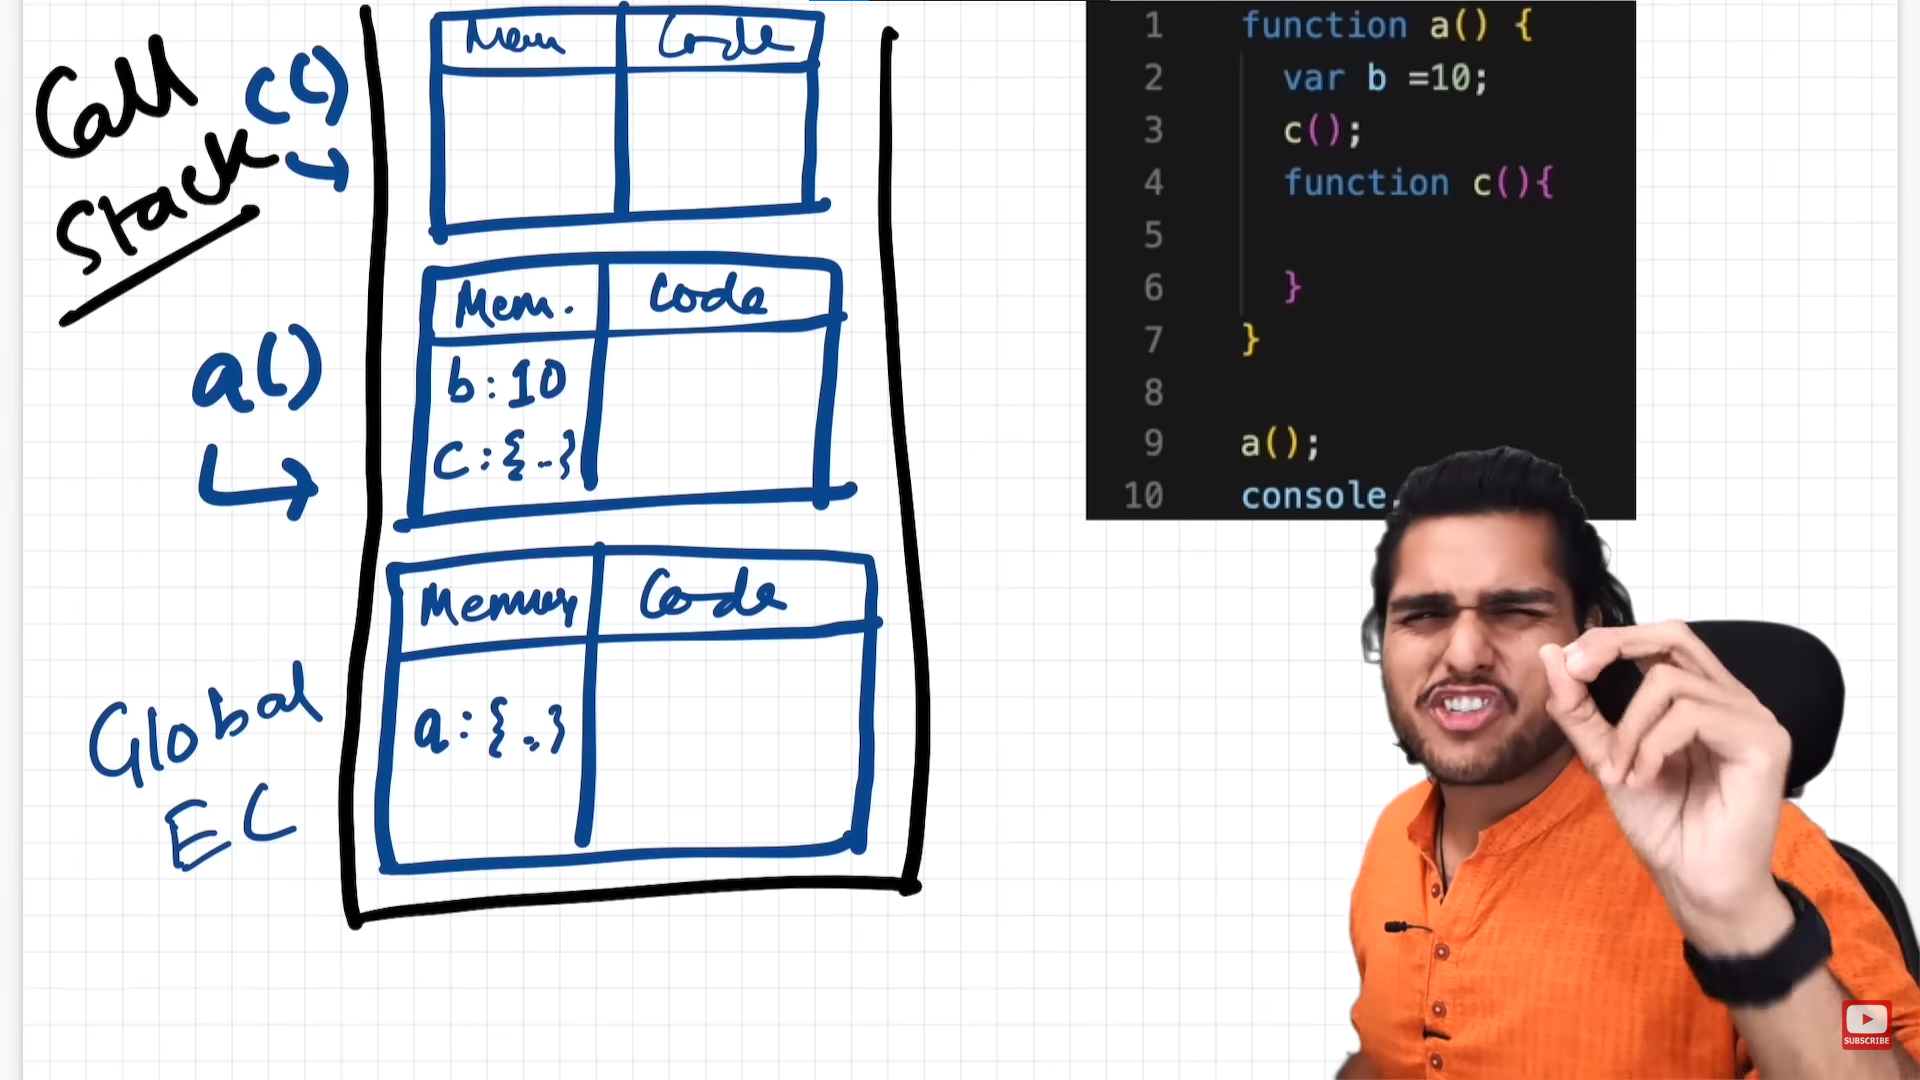 Call
Stack
c()
Mem
Code
a()
Mem.
Code
b : 10
c : {..}
Global
EC
Memory
Code
a : {..}
1 function a() {
2 var b =10;
3 c();
4 function c(){
5
6 }
7 }
8
9 a();
10 console.
SUBSCRIBE